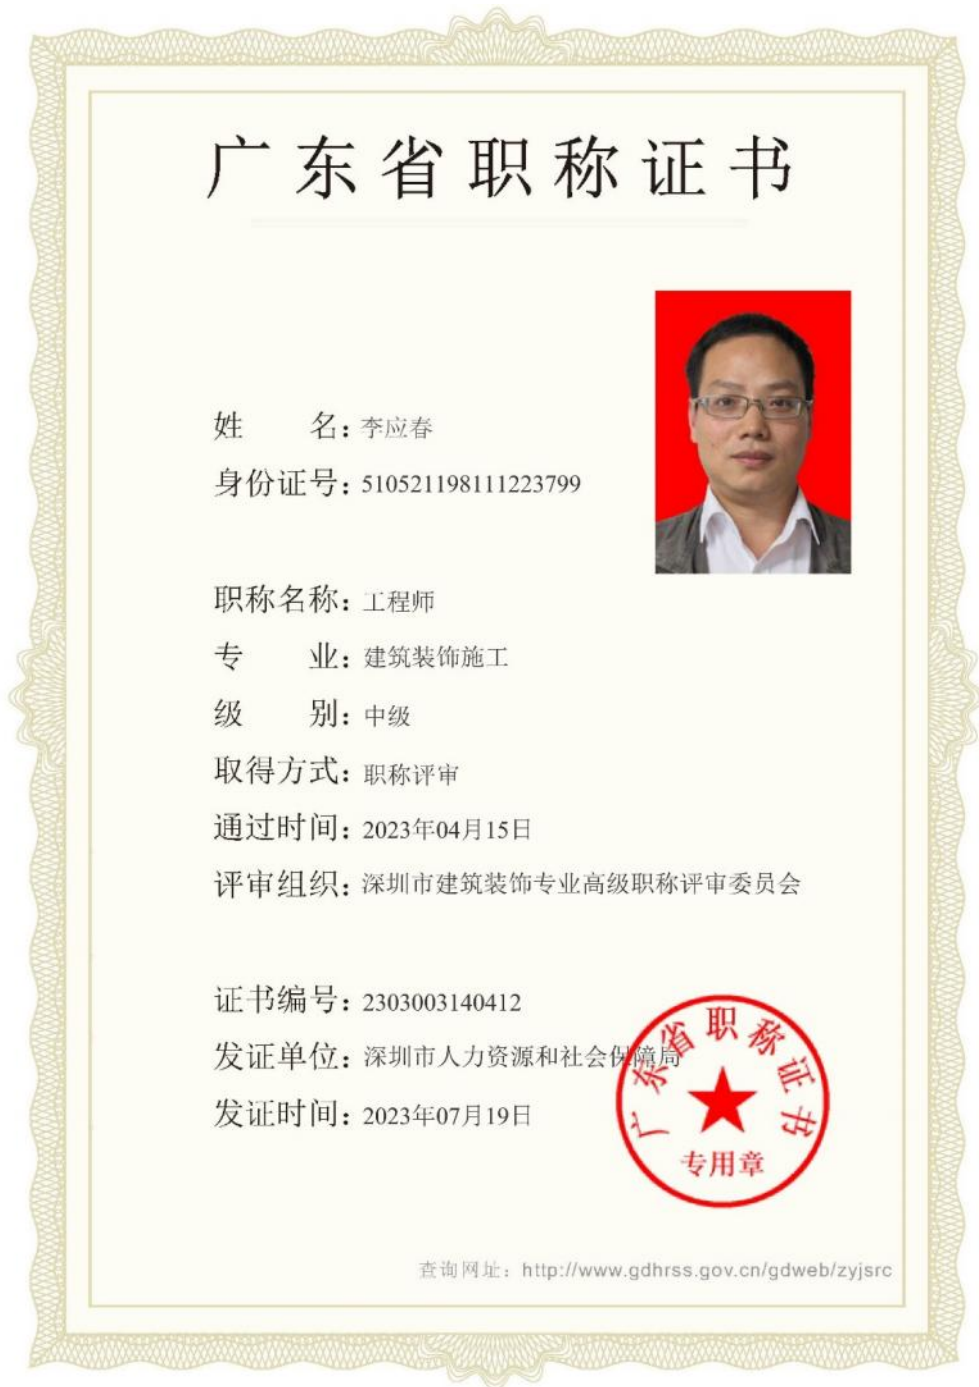 广东省职称证书
姓 名：李应春
身份证号：510521198111223799
职称名称：工程师
专 业：建筑装饰施工
级 别：中级
取得方式：职称评审
通过时间：2023年04月15日
评审组织：深圳市建筑装饰专业高级职称评审委员会
证书编号：2303003140412
发证单位：深圳市人力资源和社会保障局
发证时间：2023年07月19日
广东省职称证书
专用章
查询网址：http://www.gdhrss.gov.cn/gdweb/zyjsrc